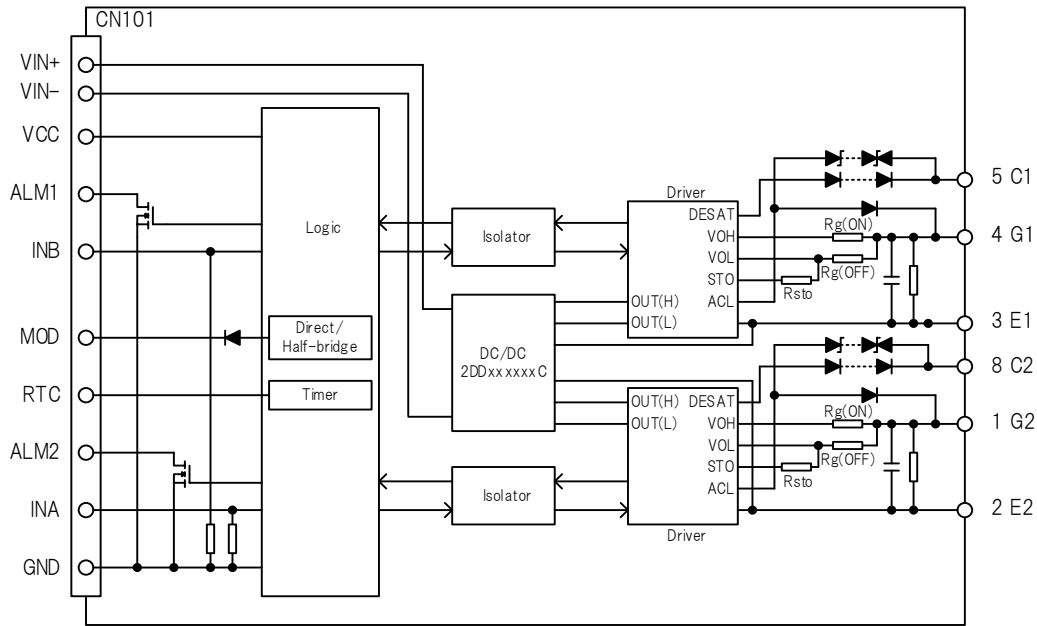 CN101
VIN+
VIN-
VCC
ALM1
INB
MOD
RTC
ALM2
INA
GND
Logic
Direct/
Half-bridge
Timer
Isolator
DC/DC
2DDxxxxxxC
Isolator
Driver
DESAT
VOH
VOL
STO
ACL
OUT(H)
OUT(L)
Rg(ON)
Rg(OFF)
Rsto
5 C1
4 G1
3 E1
8 C2
OUT(H)
DESAT
OUT(L)
VOH
VOL
STO
ACL
Driver
Rg(ON)
Rg(OFF)
Rsto
1 G2
2 E2